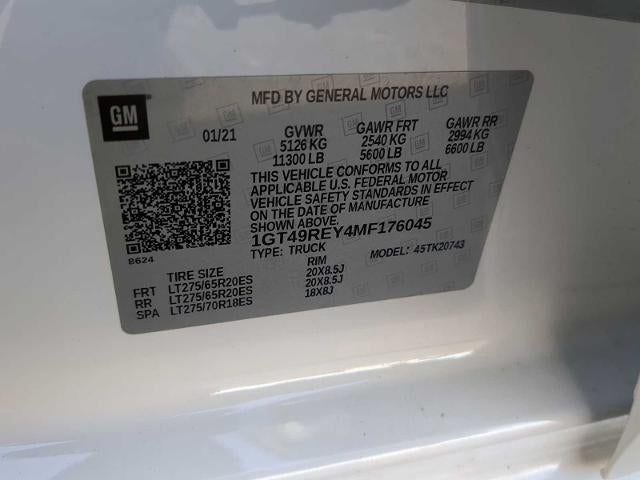 GM
MFD BY GENERAL MOTORS LLC
01/21 GVWR GAWR FRT GAWR RR
5126 KG 2540 KG 2994 KG
11300 LB 5600 LB 6600 LB
THIS VEHICLE CONFORMS TO ALL
APPLICABLE U.S. FEDERAL MOTOR
VEHICLE SAFETY STANDARDS IN EFFECT
ON THE DATE OF MANUFACTURE
SHOWN ABOVE.
1GT49REY4MF176045
TYPE: TRUCK MODEL: 45TK20743
8624
TIRE SIZE RIM
FRT LT275/65R20ES 20X8.5J
RR LT275/65R20ES 20X8.5J
SPA LT275/70R18ES 18X8J